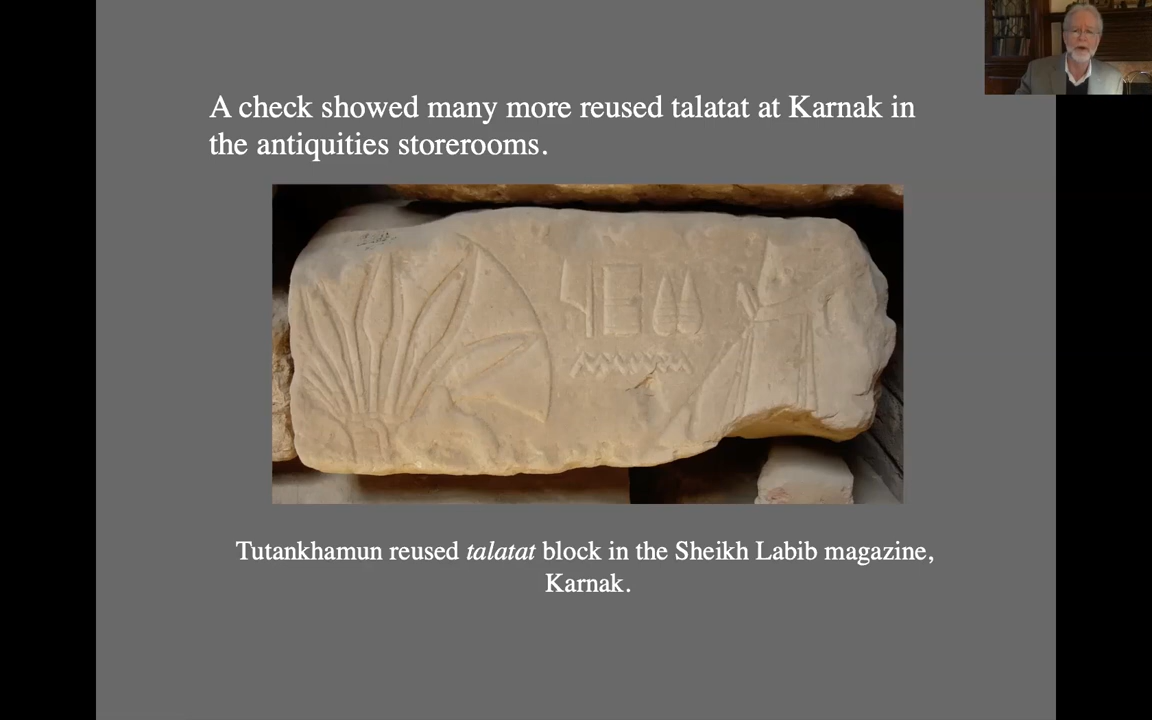 A check showed many more reused talatat at Karnak in
the antiquities storerooms.
Tutankhamun reused talatat block in the Sheikh Labib magazine,
Karnak.